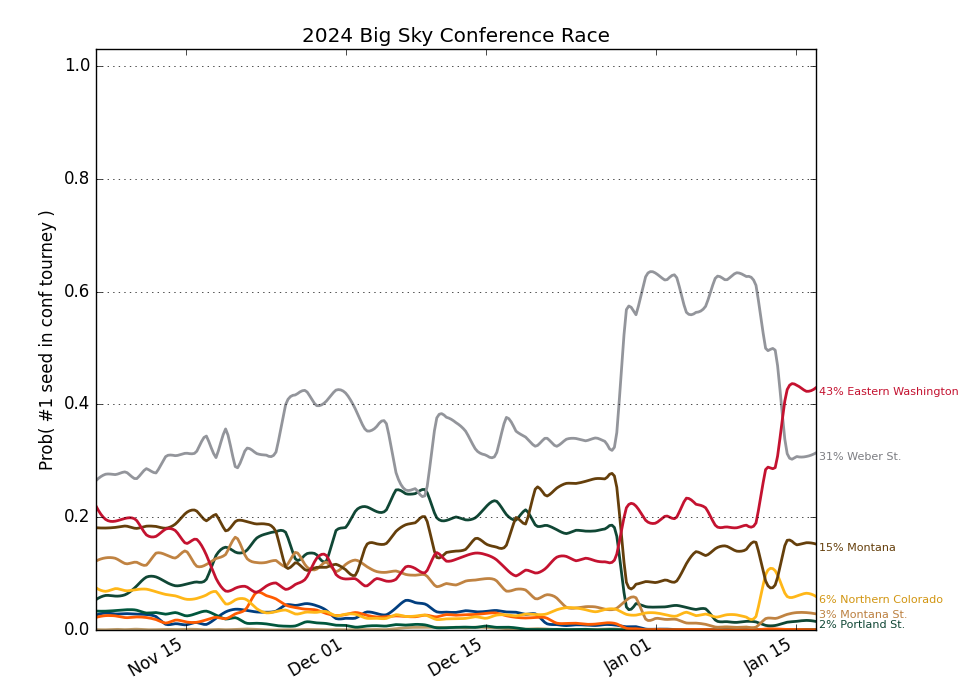 2024 Big Sky Conference Race
Prob( #1 seed in conf tourney )
1.0
0.8
0.6
0.4
0.2
0.0
Nov 15
Dec 01
Dec 15
Jan 01
Jan 15
43% Eastern Washington
31% Weber St.
15% Montana
6% Northern Colorado
3% Montana St.
2% Portland St.